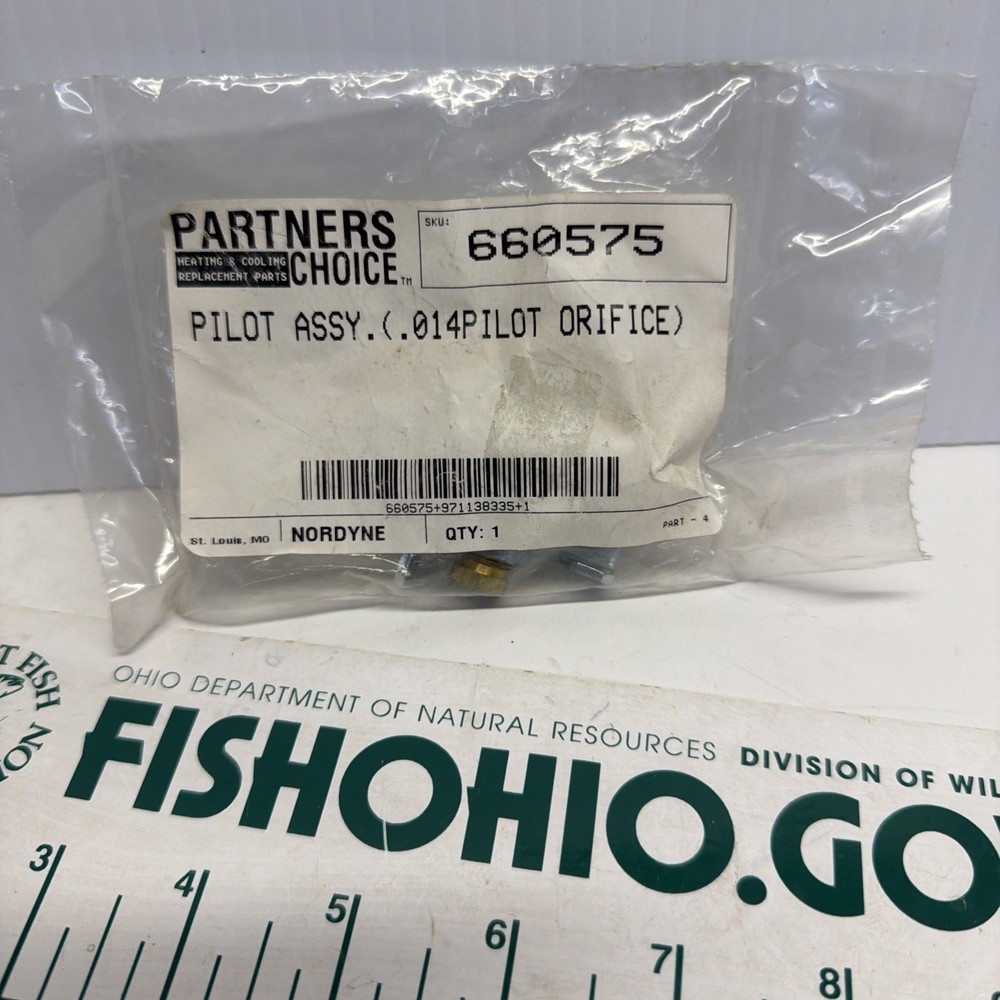 PARTNERS
HEATING & COOLING
REPLACEMENT PARTS
CHOICE™
SKU:
660575
PILOT ASSY.(.014PILOT ORIFICE)
660575+971138335+1
St. Louis, MO
NORDYNE
QTY: 1
PART - 4
FISH
OHIO DEPARTMENT OF NATURAL RESOURCES DIVISION OF WIL
FISHOHIO.GO
3 4 5 6 7 8